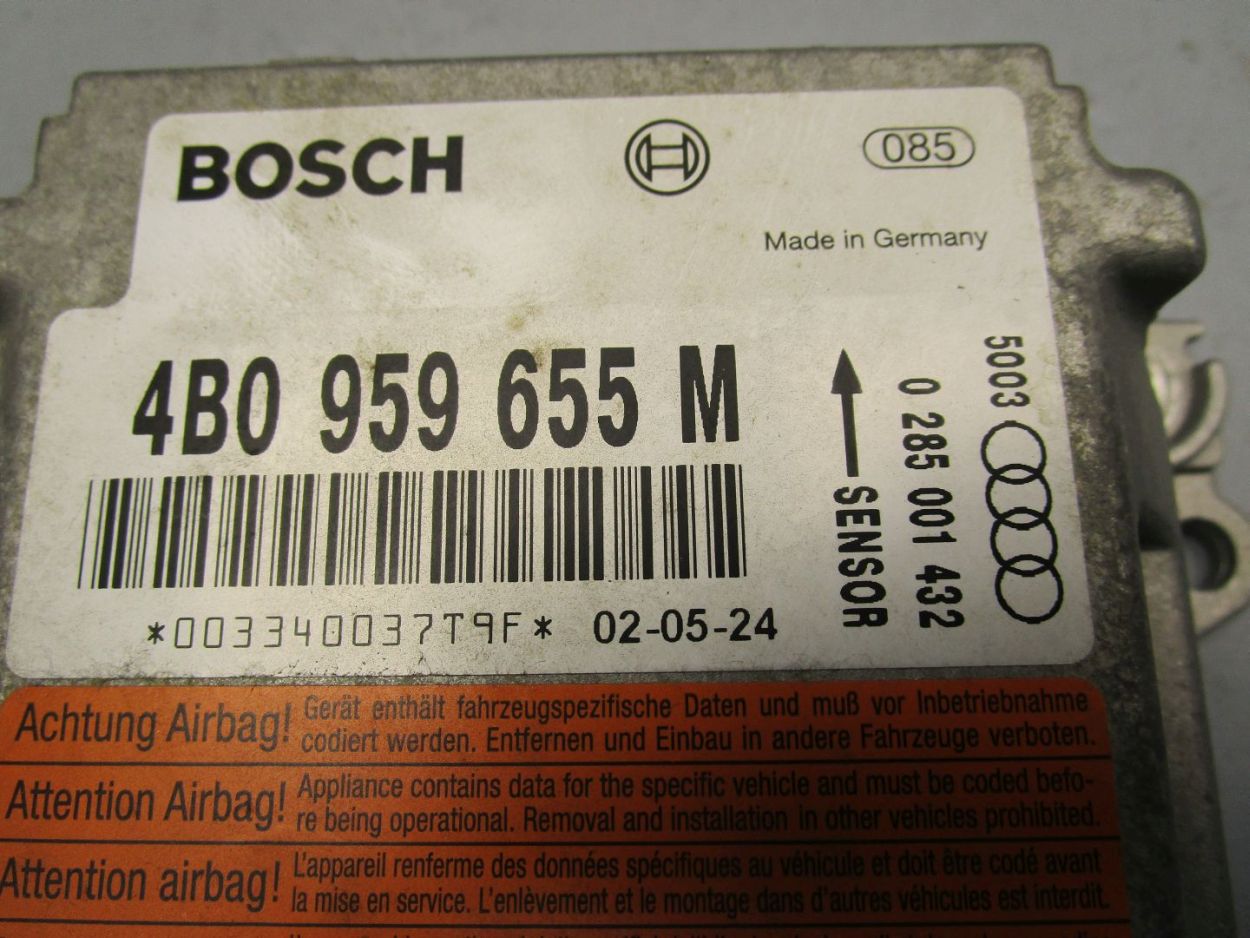 BOSCH
085
Made in Germany
4B0 959 655 M
SENSOR
0 285 001 432
5003
*003340037T9F* 02-05-24
Achtung Airbag! Gerät enthält fahrzeugspezifische Daten und muß vor Inbetriebnahme
codiert werden. Entfernen und Einbau in andere Fahrzeuge verboten.
Attention Airbag! Appliance contains data for the specific vehicle and must be coded befo-
re being operational. Removal and installation in other vehicles prohibited.
Attention airbag! L'appareil renferme des données spécifiques au véhicule et doit être codé avant
la mise en service. L'enlèvement et le montage dans d'autres véhicules est interdit.